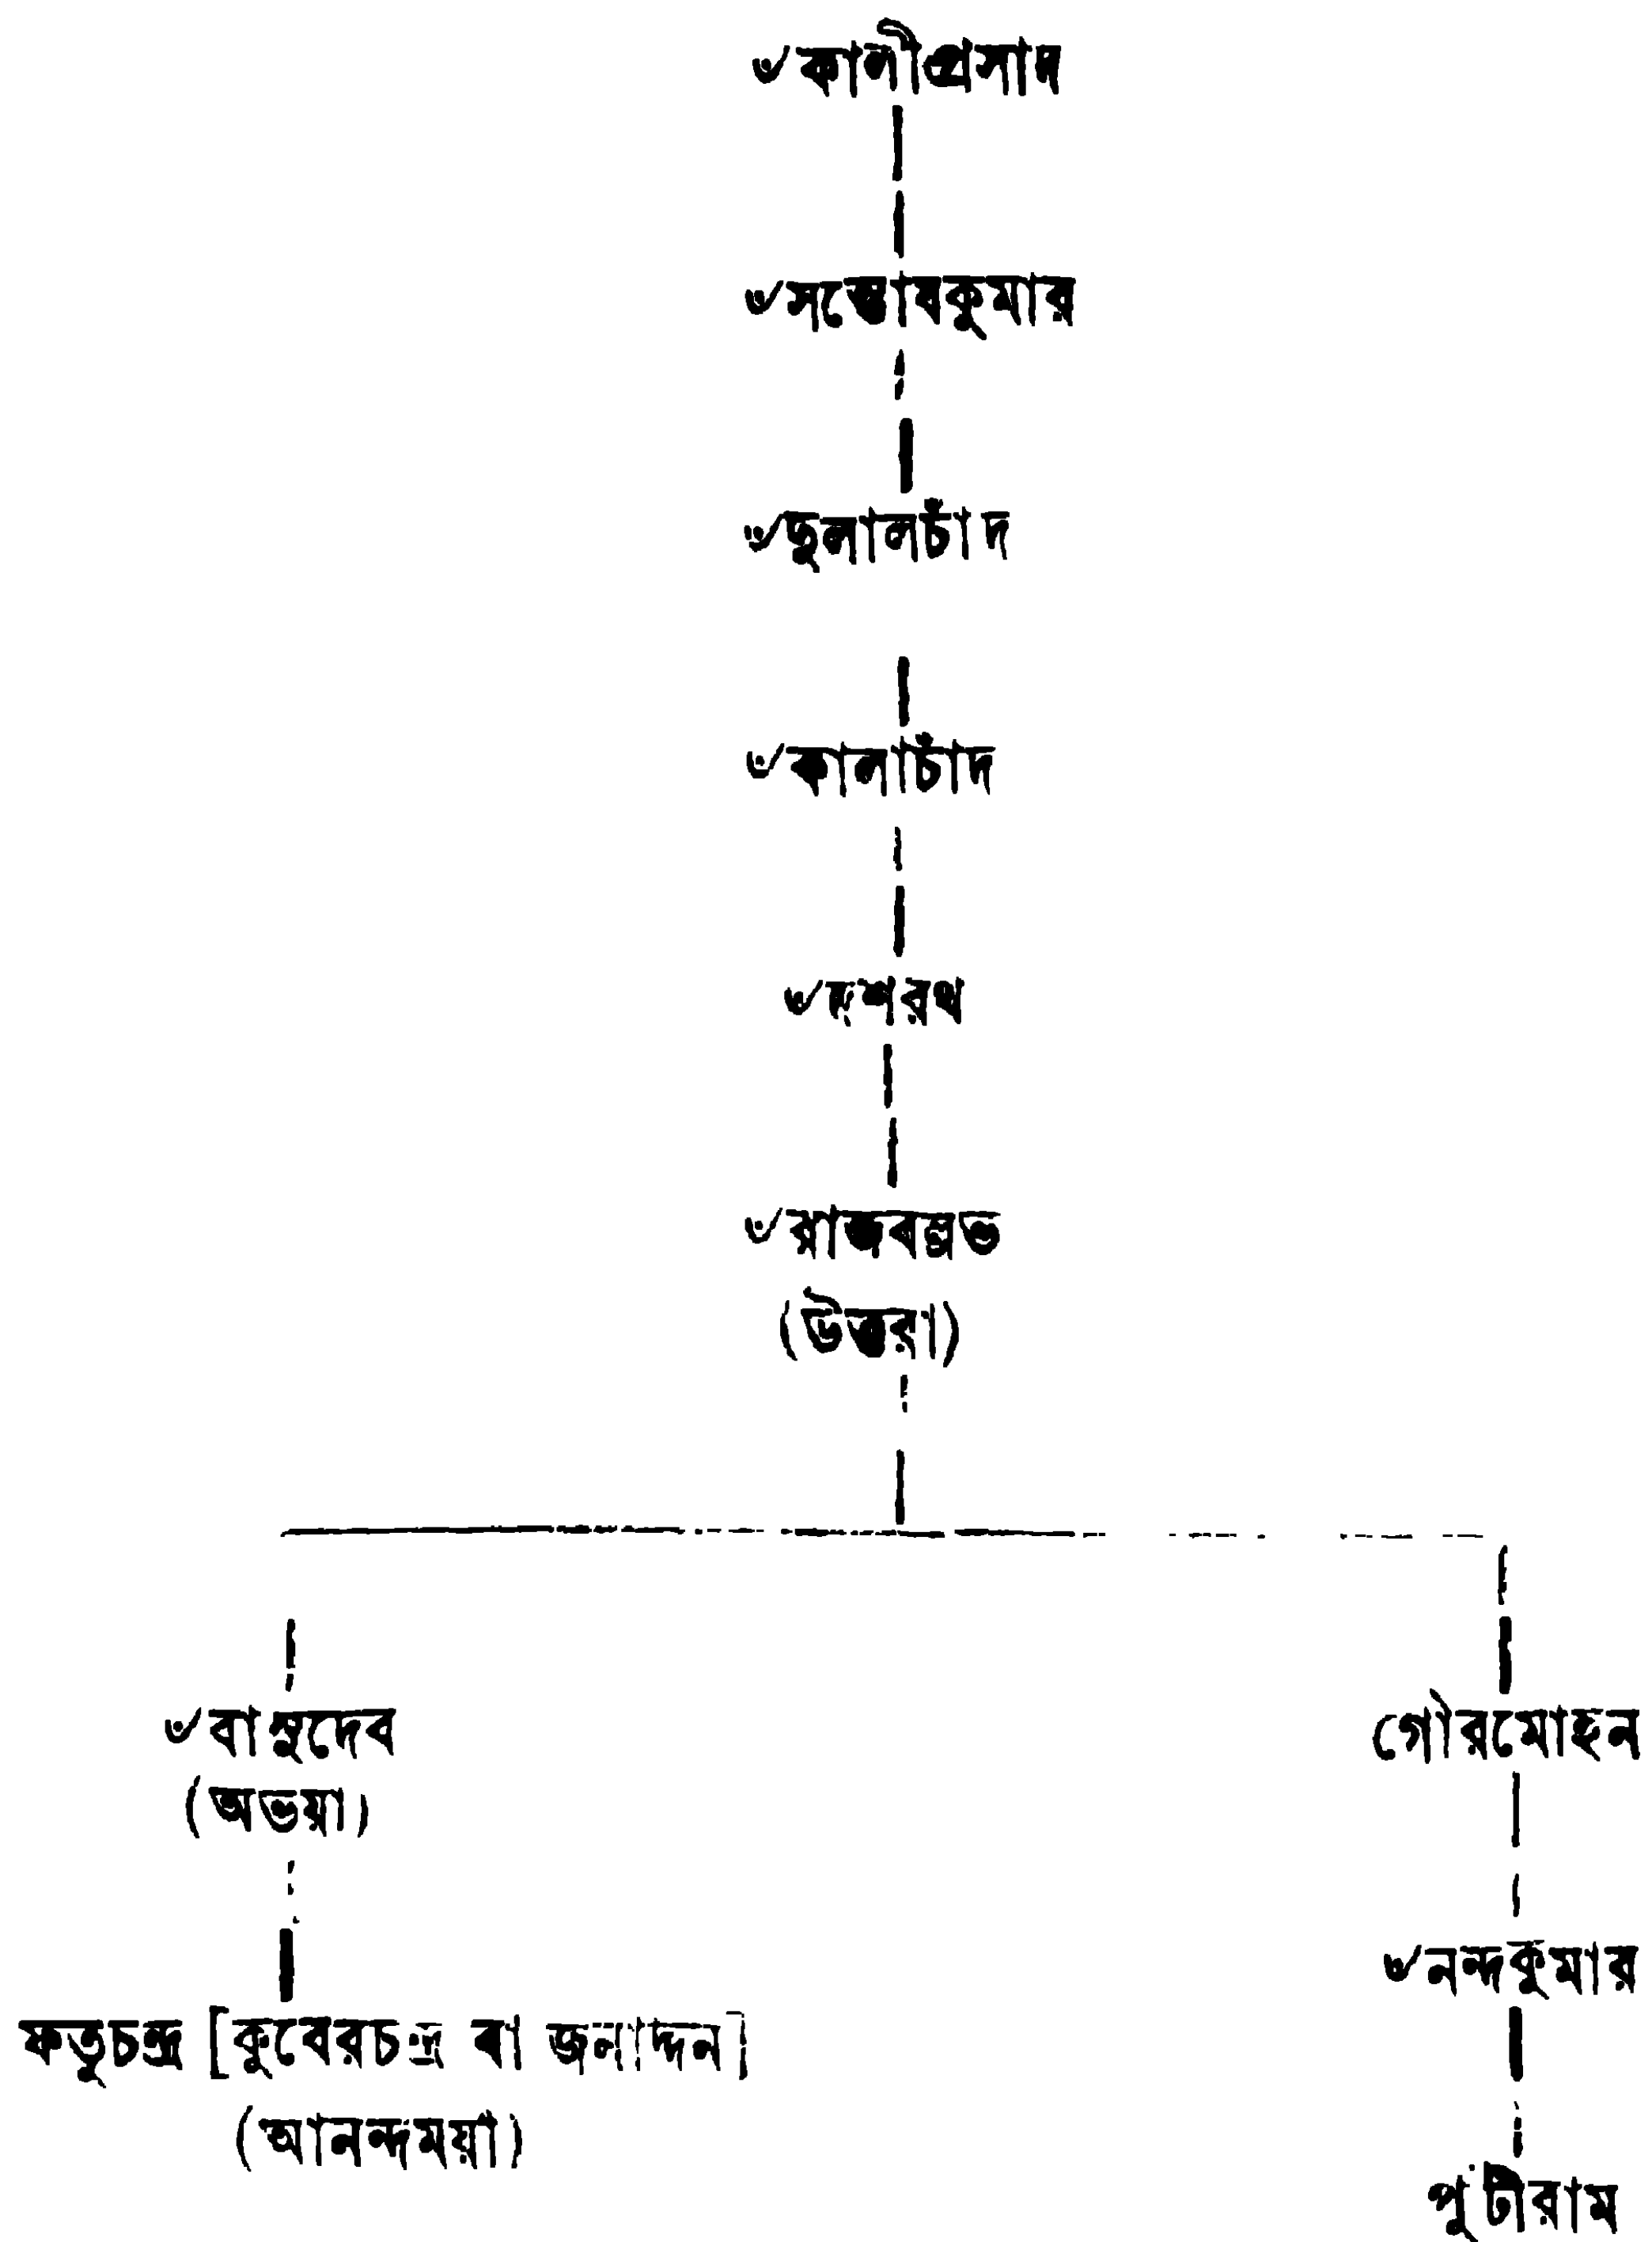 ৺কালীপ্রসাদ
৺সন্তোষকুমার
৺দুলালচাঁদ
৺কালাচাঁদ
৺দশরথ
৺রাজবল্লভ
(উত্তরা)
৺বাসুদেব
(অভয়া)
গৌরমোহন
৺নন্দকুমার
ফতুচন্দ্র [কুবেরচন্দ্র বা জনাদ্দন]
(আনন্দময়ী)
পুঁটীরাম